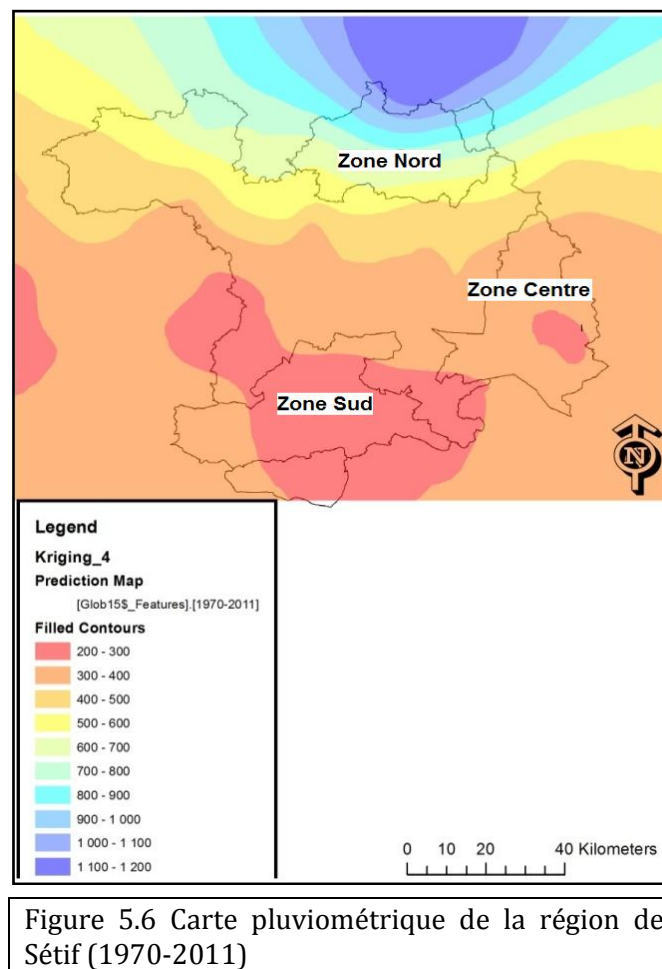 Zone Nord
Zone Centre
Zone Sud
N
Legend
Kriging_4
Prediction Map
[Glob15$_Features].[1970-2011]
Filled Contours
200 - 300
300 - 400
400 - 500
500 - 600
600 - 700
700 - 800
800 - 900
900 - 1 000
1 000 - 1 100
1 100 - 1 200
0 10 20 40 Kilometers
Figure 5.6 Carte pluviométrique de la région de
Sétif (1970-2011)